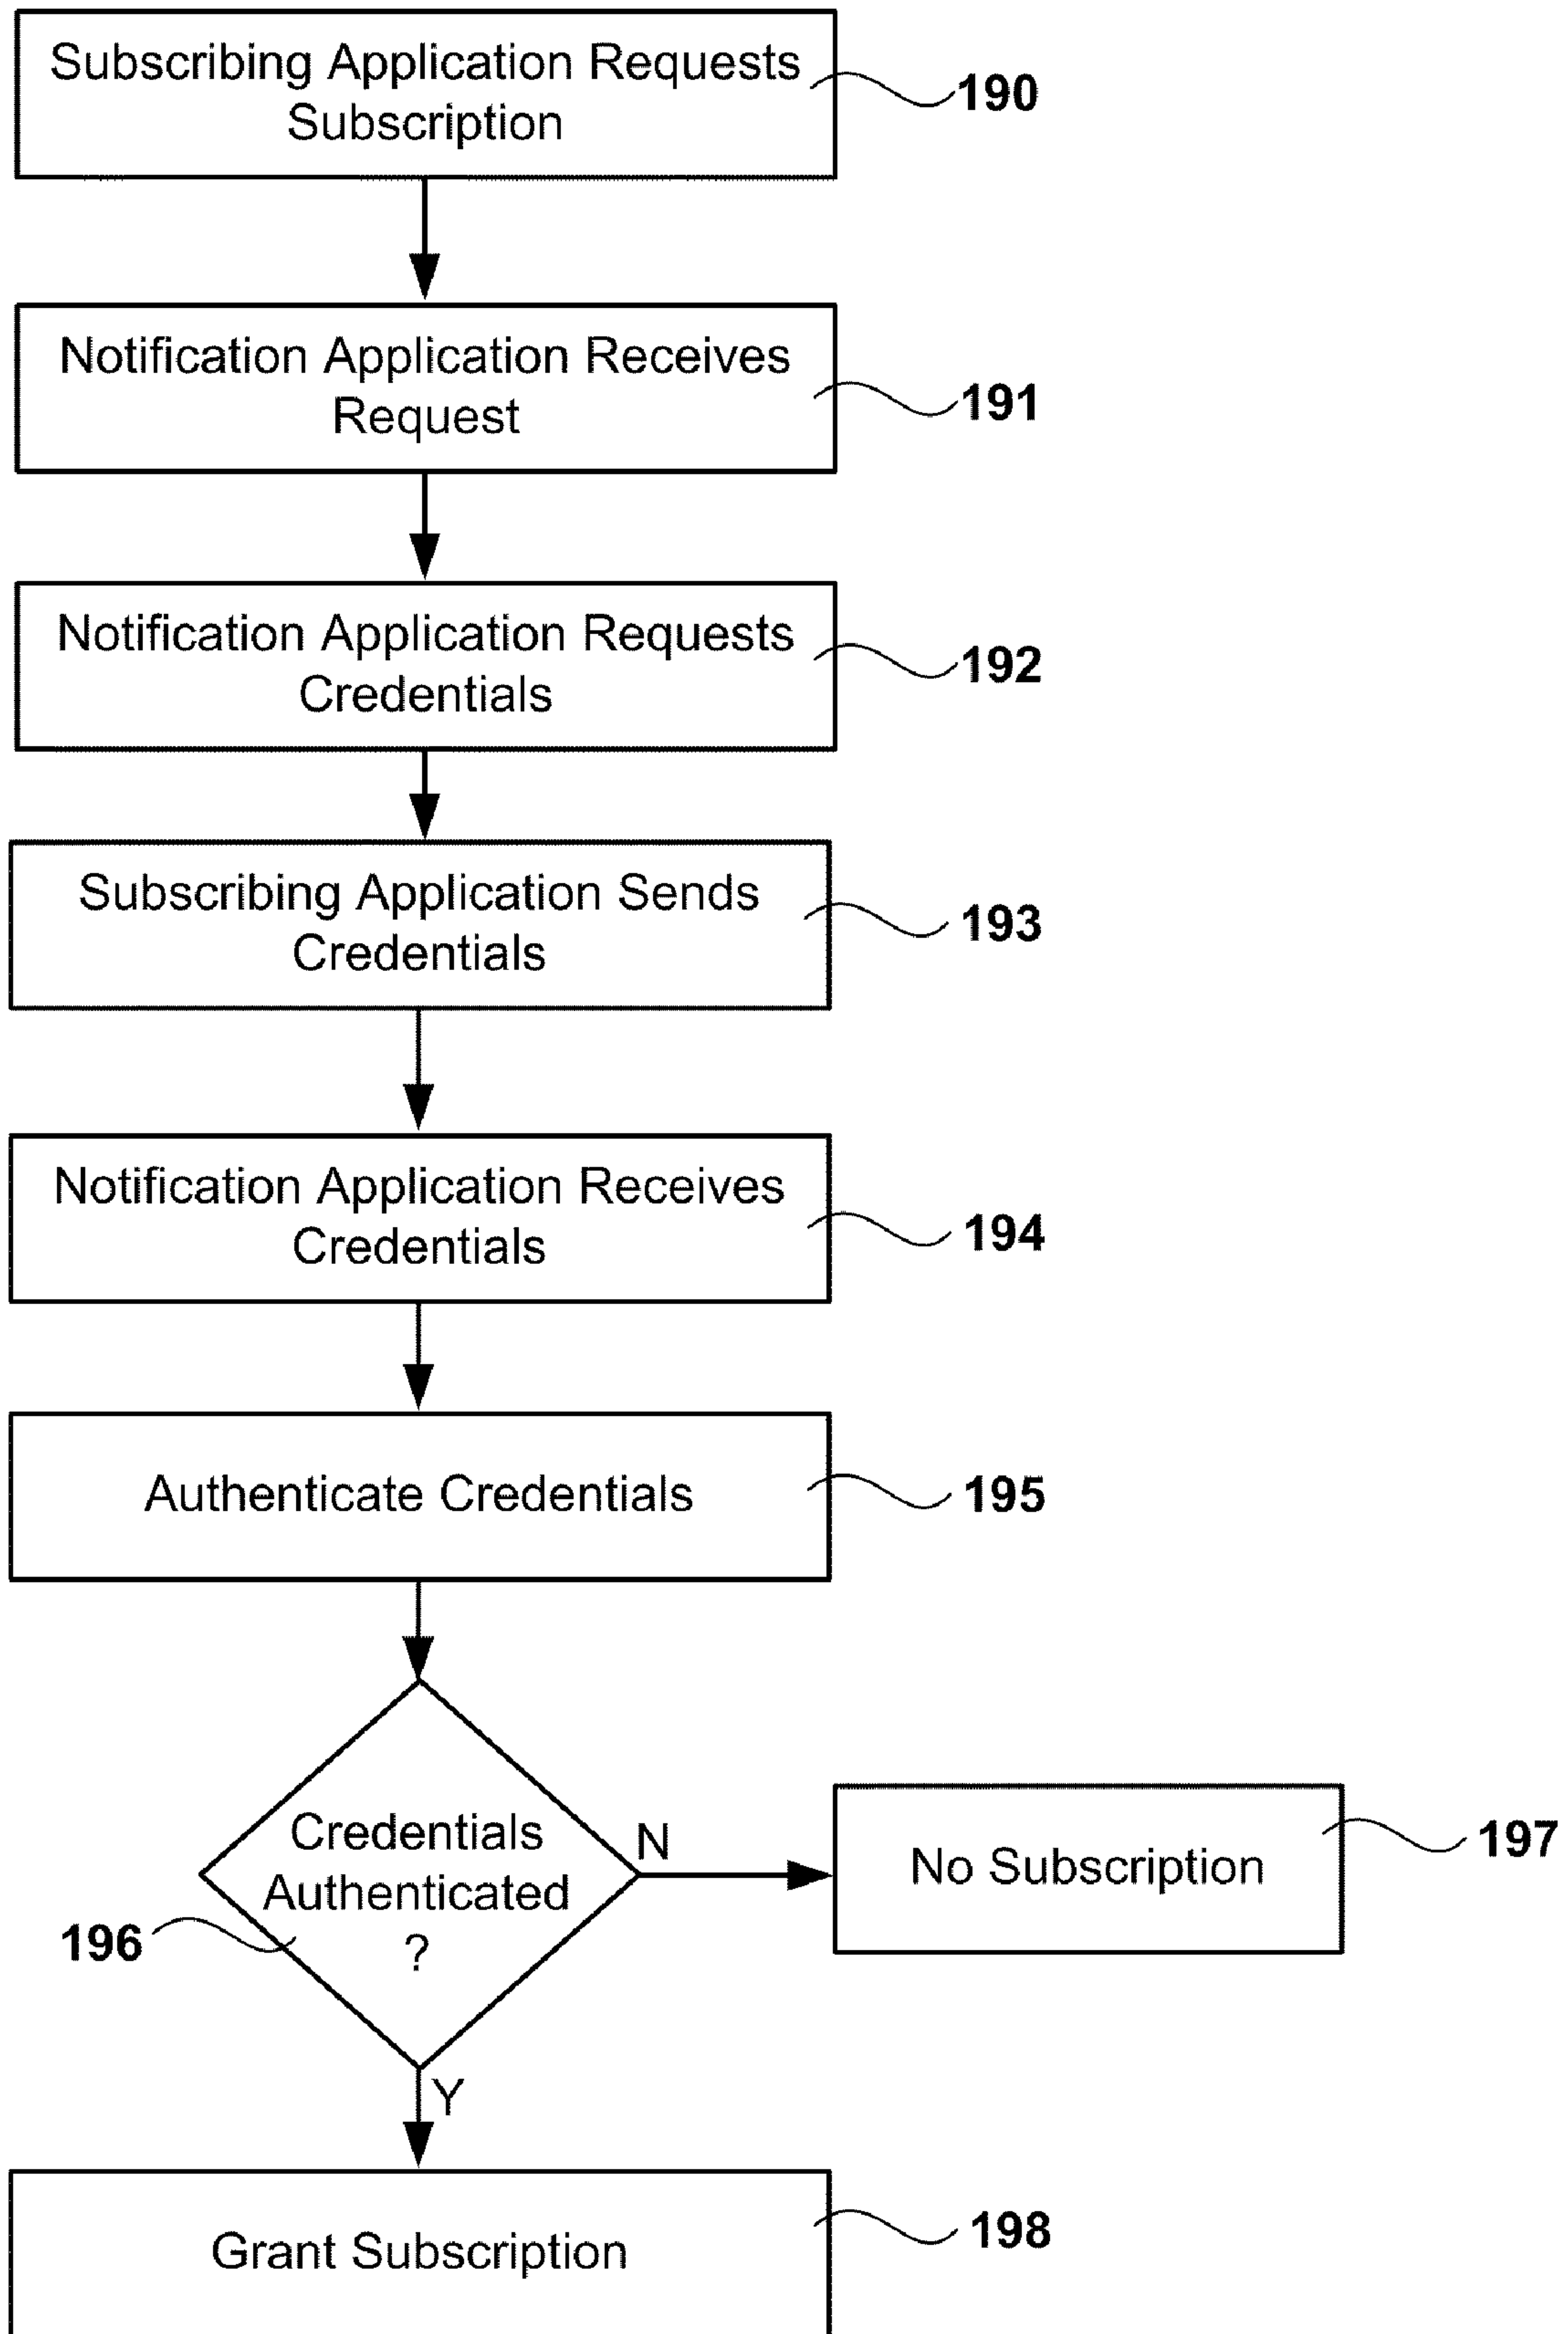 Subscribing Application Requests
Subscription
190
Notification Application Receives
Request
191
Notification Application Requests
Credentials
192
Subscribing Application Sends
Credentials
193
Notification Application Receives
Credentials
194
Authenticate Credentials
195
Credentials
Authenticated
?
196
N
No Subscription
197
Y
Grant Subscription
198